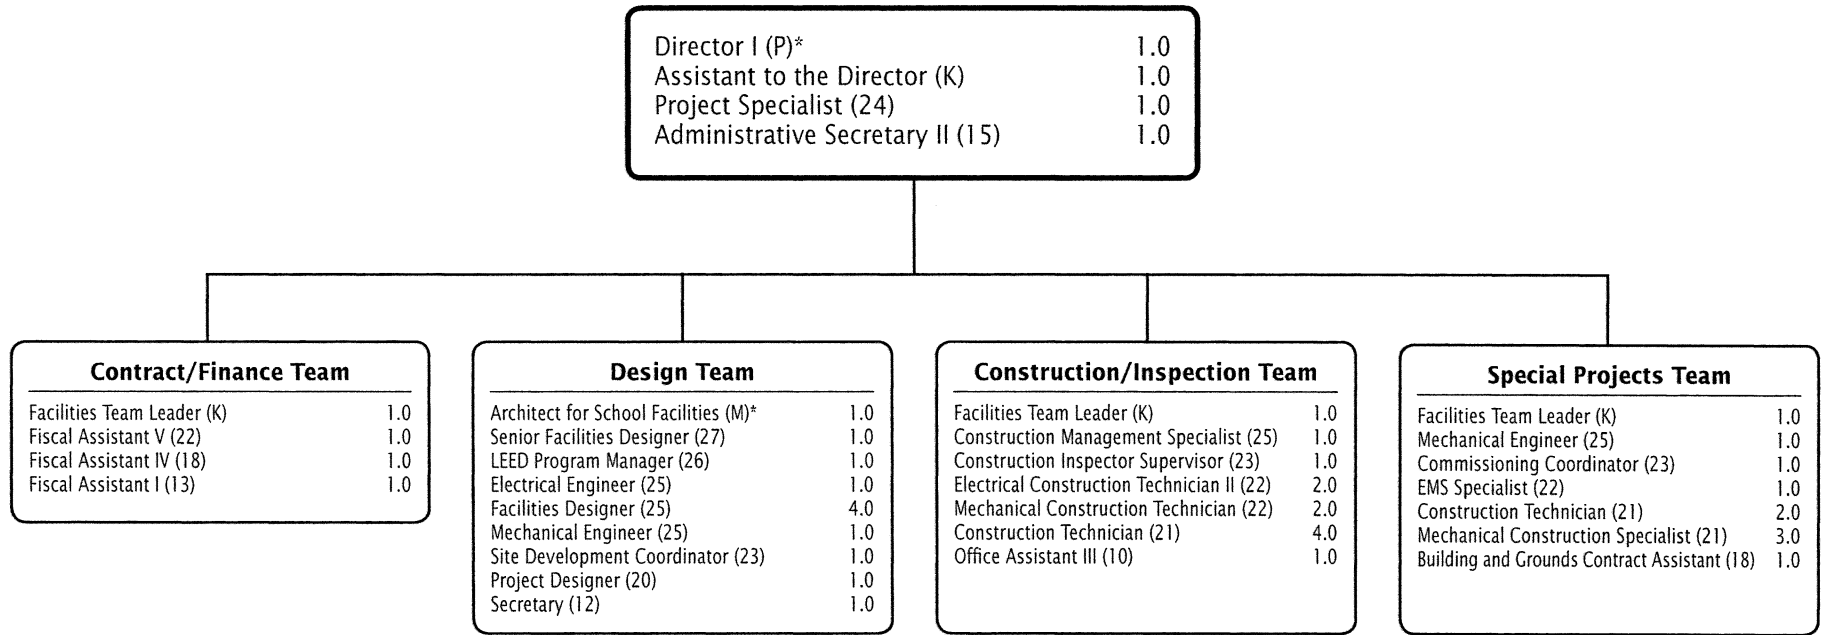 Director I (P)* 1.0
Assistant to the Director (K) 1.0
Project Specialist (24) 1.0
Administrative Secretary II (15) 1.0
Contract/Finance Team
Facilities Team Leader (K) 1.0
Fiscal Assistant V (22) 1.0
Fiscal Assistant IV (18) 1.0
Fiscal Assistant I (13) 1.0
Design Team
Architect for School Facilities (M)* 1.0
Senior Facilities Designer (27) 1.0
LEED Program Manager (26) 1.0
Electrical Engineer (25) 1.0
Facilities Designer (25) 4.0
Mechanical Engineer (25) 1.0
Site Development Coordinator (23) 1.0
Project Designer (20) 1.0
Secretary (12) 1.0
Construction/Inspection Team
Facilities Team Leader (K) 1.0
Construction Management Specialist (25) 1.0
Construction Inspector Supervisor (23) 1.0
Electrical Construction Technician II (22) 2.0
Mechanical Construction Technician (22) 2.0
Construction Technician (21) 4.0
Office Assistant III (10) 1.0
Special Projects Team
Facilities Team Leader (K) 1.0
Mechanical Engineer (25) 1.0
Commissioning Coordinator (23) 1.0
EMS Specialist (22) 1.0
Construction Technician (21) 2.0
Mechanical Construction Specialist (21) 3.0
Building and Grounds Contract Assistant (18) 1.0